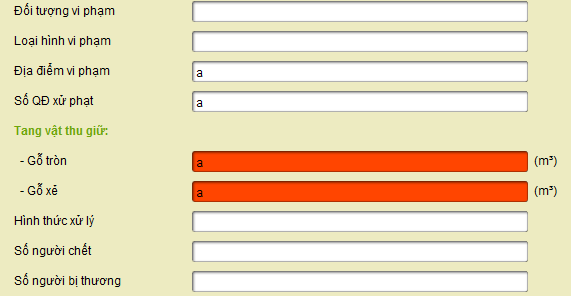 Đối tượng vi phạm
Loại hình vi phạm
Địa điểm vi phạm a
Số QĐ xử phạt a
Tang vật thu giữ:
- Gỗ tròn a (m³)
- Gỗ xẻ a (m³)
Hình thức xử lý
Số người chết
Số người bị thương